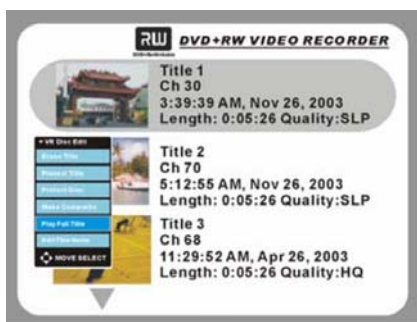 RW DVD+RW VIDEO RECORDER
Title 1
Ch 30
3:39:39 AM, Nov 26, 2003
Length: 0:05:26 Quality:SLP
Title 2
Ch 70
5:12:55 AM, Nov 26, 2003
Length: 0:05:26 Quality:SLP
Title 3
Ch 68
11:29:52 AM, Apr 26, 2003
Length: 0:05:26 Quality:HQ
+ VR Disc Edit
Erase Title
Protect Title
Protect Disc
Make Compatible
Play Full Title
Edit Title Name
MOVE SELECT